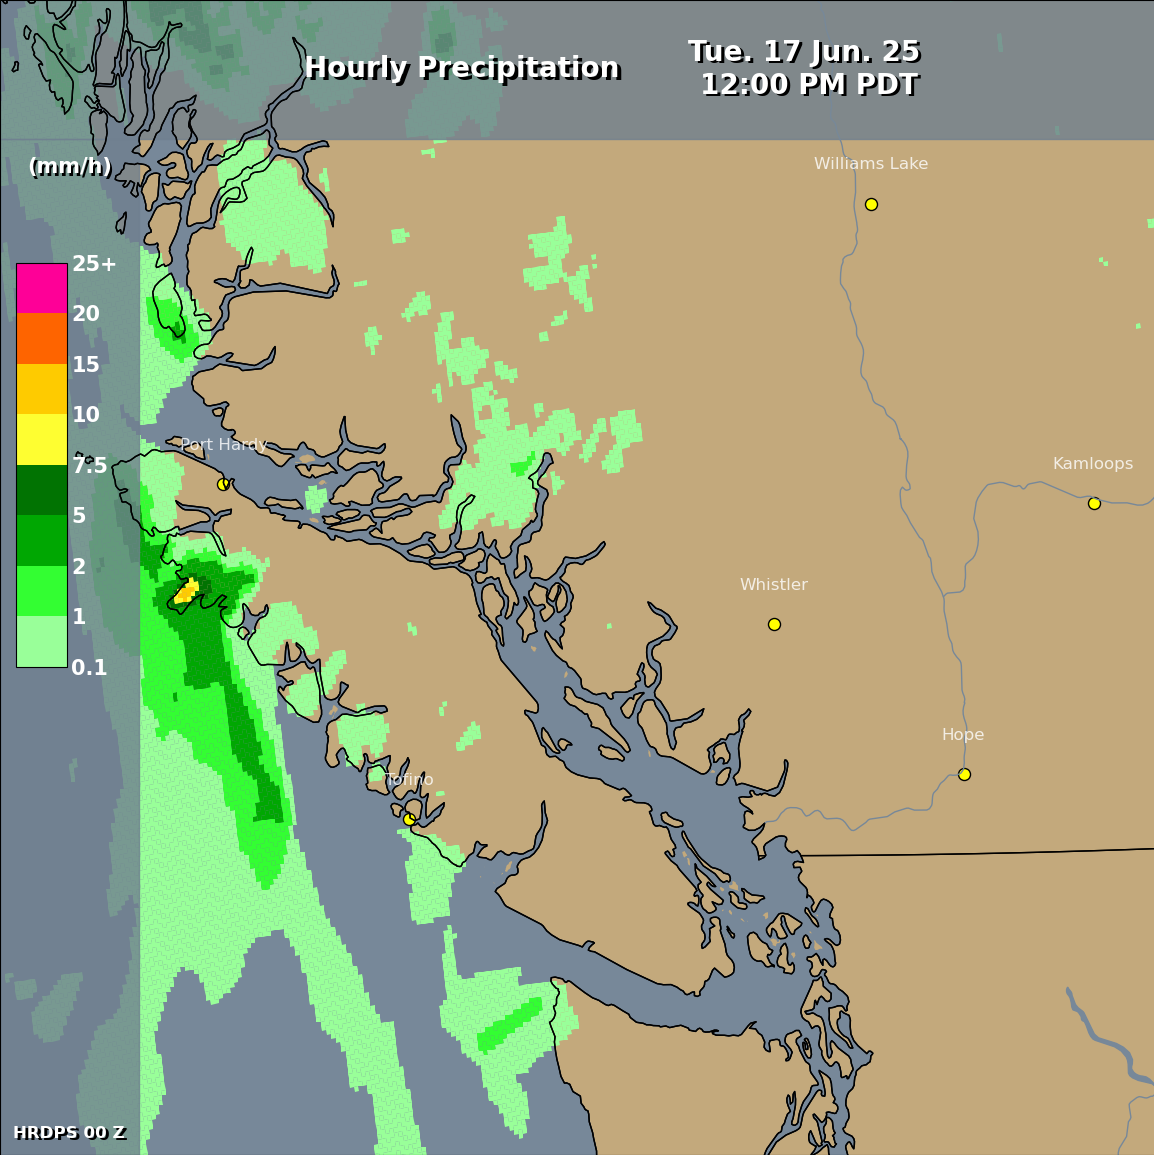 Hourly Precipitation
Tue. 17 Jun. 25
12:00 PM PDT
(mm/h)
25+
20
15
10
7.5
5
2
1
0.1
Williams Lake
Port Hardy
Kamloops
Whistler
Hope
Tofino
HRDPS 00 Z